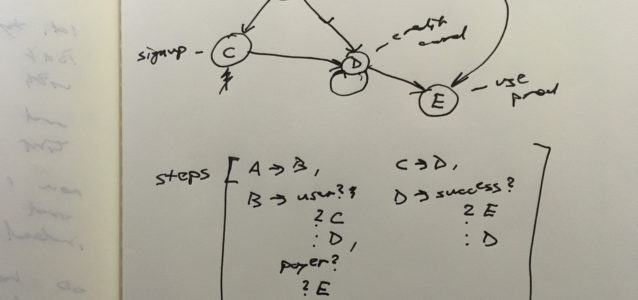 signup - C
D - credit card
E - use prod
steps [ A → B,
B → user?
? C
: D,
payer?
? E
C → D,
D → success?
? E
: D ]